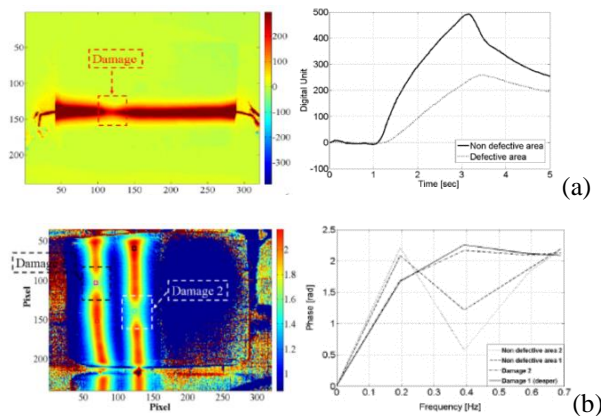 Damage
50
100
150
200
50 100 150 200 250 300
200
100
0
-100
-200
-300
500
400
300
200
100
0
-100
Digital Unit
0 1 2 3 4 5
Time [sec]
Non defective area
Defective area
(a)
Damage 2
50
100
150
200
Pixel
50 100 150 200 250 300
Pixel
2
1.8
1.6
1.4
1.2
1
2.5
2
1.5
1
0.5
0
Phase [rad]
0 0.1 0.2 0.3 0.4 0.5 0.6 0.7
Frequency [Hz]
Non defective area 2
Non defective area 1
Damage 2
Damage 1 (deeper)
(b)